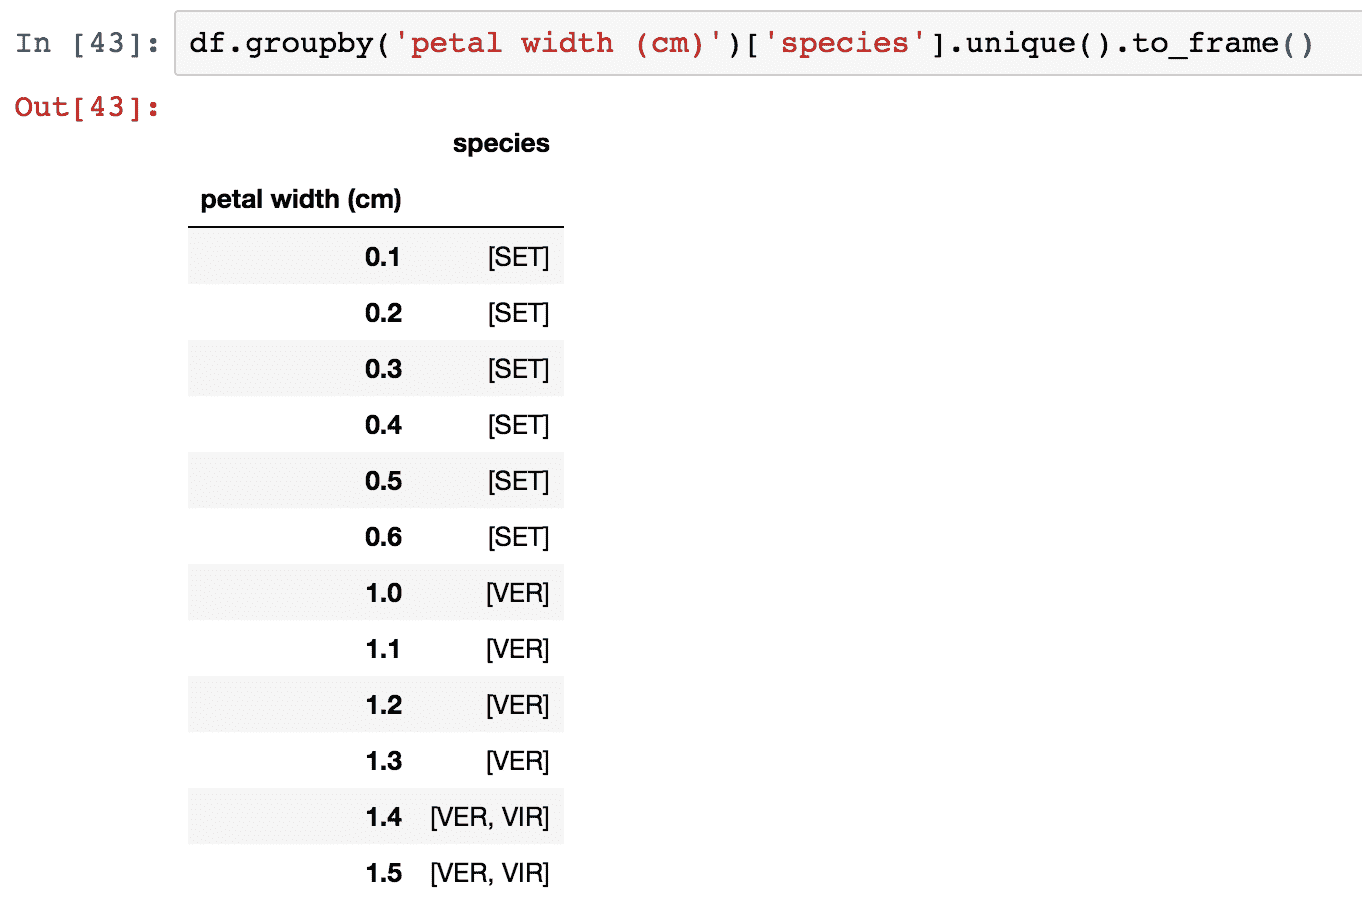 In [43]: df.groupby('petal width (cm)')['species'].unique().to_frame()
Out[43]:
species
petal width (cm)
0.1 [SET]
0.2 [SET]
0.3 [SET]
0.4 [SET]
0.5 [SET]
0.6 [SET]
1.0 [VER]
1.1 [VER]
1.2 [VER]
1.3 [VER]
1.4 [VER, VIR]
1.5 [VER, VIR]